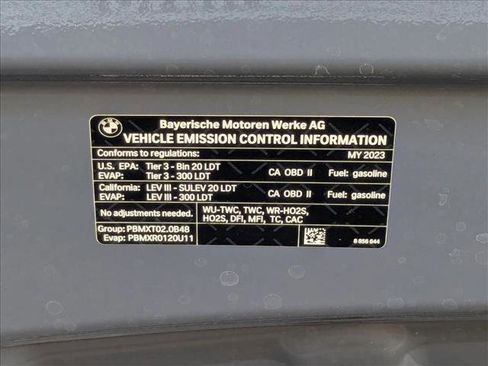 BMW
Bayerische Motoren Werke AG
VEHICLE EMISSION CONTROL INFORMATION
Conforms to regulations: MY 2023
U.S. EPA: Tier 3 - Bin 20 LDT CA OBD II Fuel: gasoline
EVAP: Tier 3 - 300 LDT
California: LEV III - SULEV 20 LDT CA OBD II Fuel: gasoline
EVAP: LEV III - 300 LDT
No adjustments needed. WU-TWC, TWC, WR-HO2S,
HO2S, DFI, MFI, TC, CAC
Group: PBMXT02.0B48
Evap: PBMXR0120U11 8 856 644